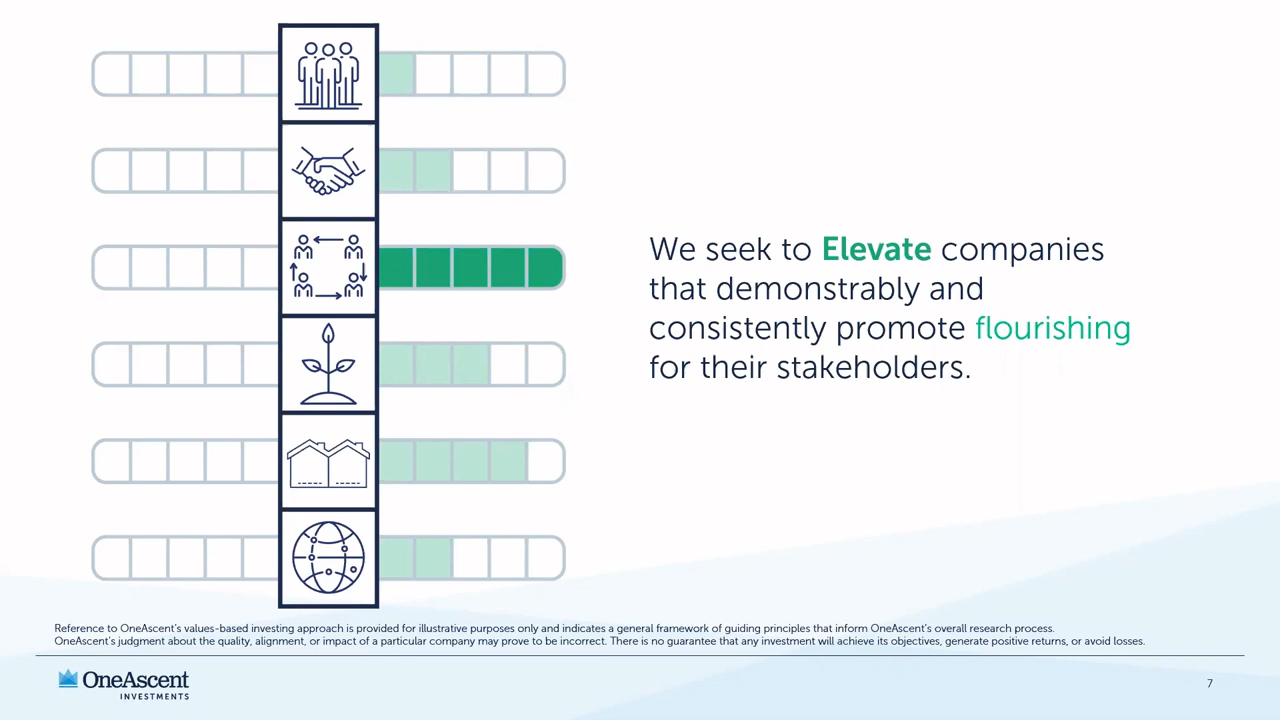 We seek to Elevate companies
that demonstrably and
consistently promote flourishing
for their stakeholders.
Reference to OneAscent's values-based investing approach is provided for illustrative purposes only and indicates a general framework of guiding principles that inform OneAscent's overall research process.
OneAscent's judgment about the quality, alignment, or impact of a particular company may prove to be incorrect. There is no guarantee that any investment will achieve its objectives, generate positive returns, or avoid losses.
OneAscent
INVESTMENTS
7